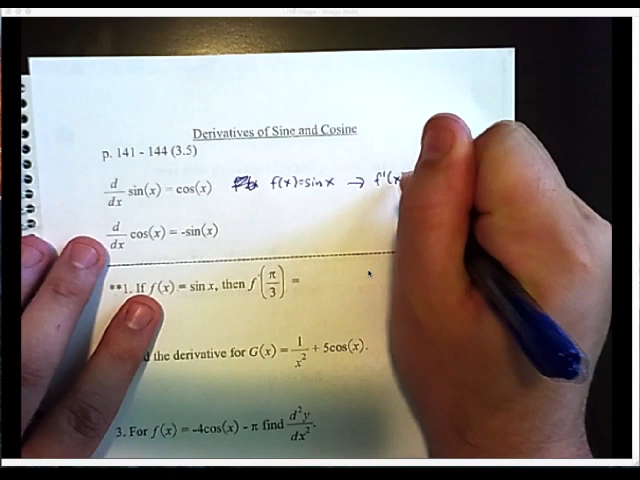 Derivatives of Sine and Cosine
p. 141 - 144 (3.5)
d/dx sin(x) = cos(x) f(x)=sinx → f'(x
d/dx cos(x) = -sin(x)
**1. If f(x) = sin x, then f'(π/3) =
the derivative for G(x) = 1/x² + 5cos(x).
3. For f(x) = -4cos(x) - π find d²y/dx².